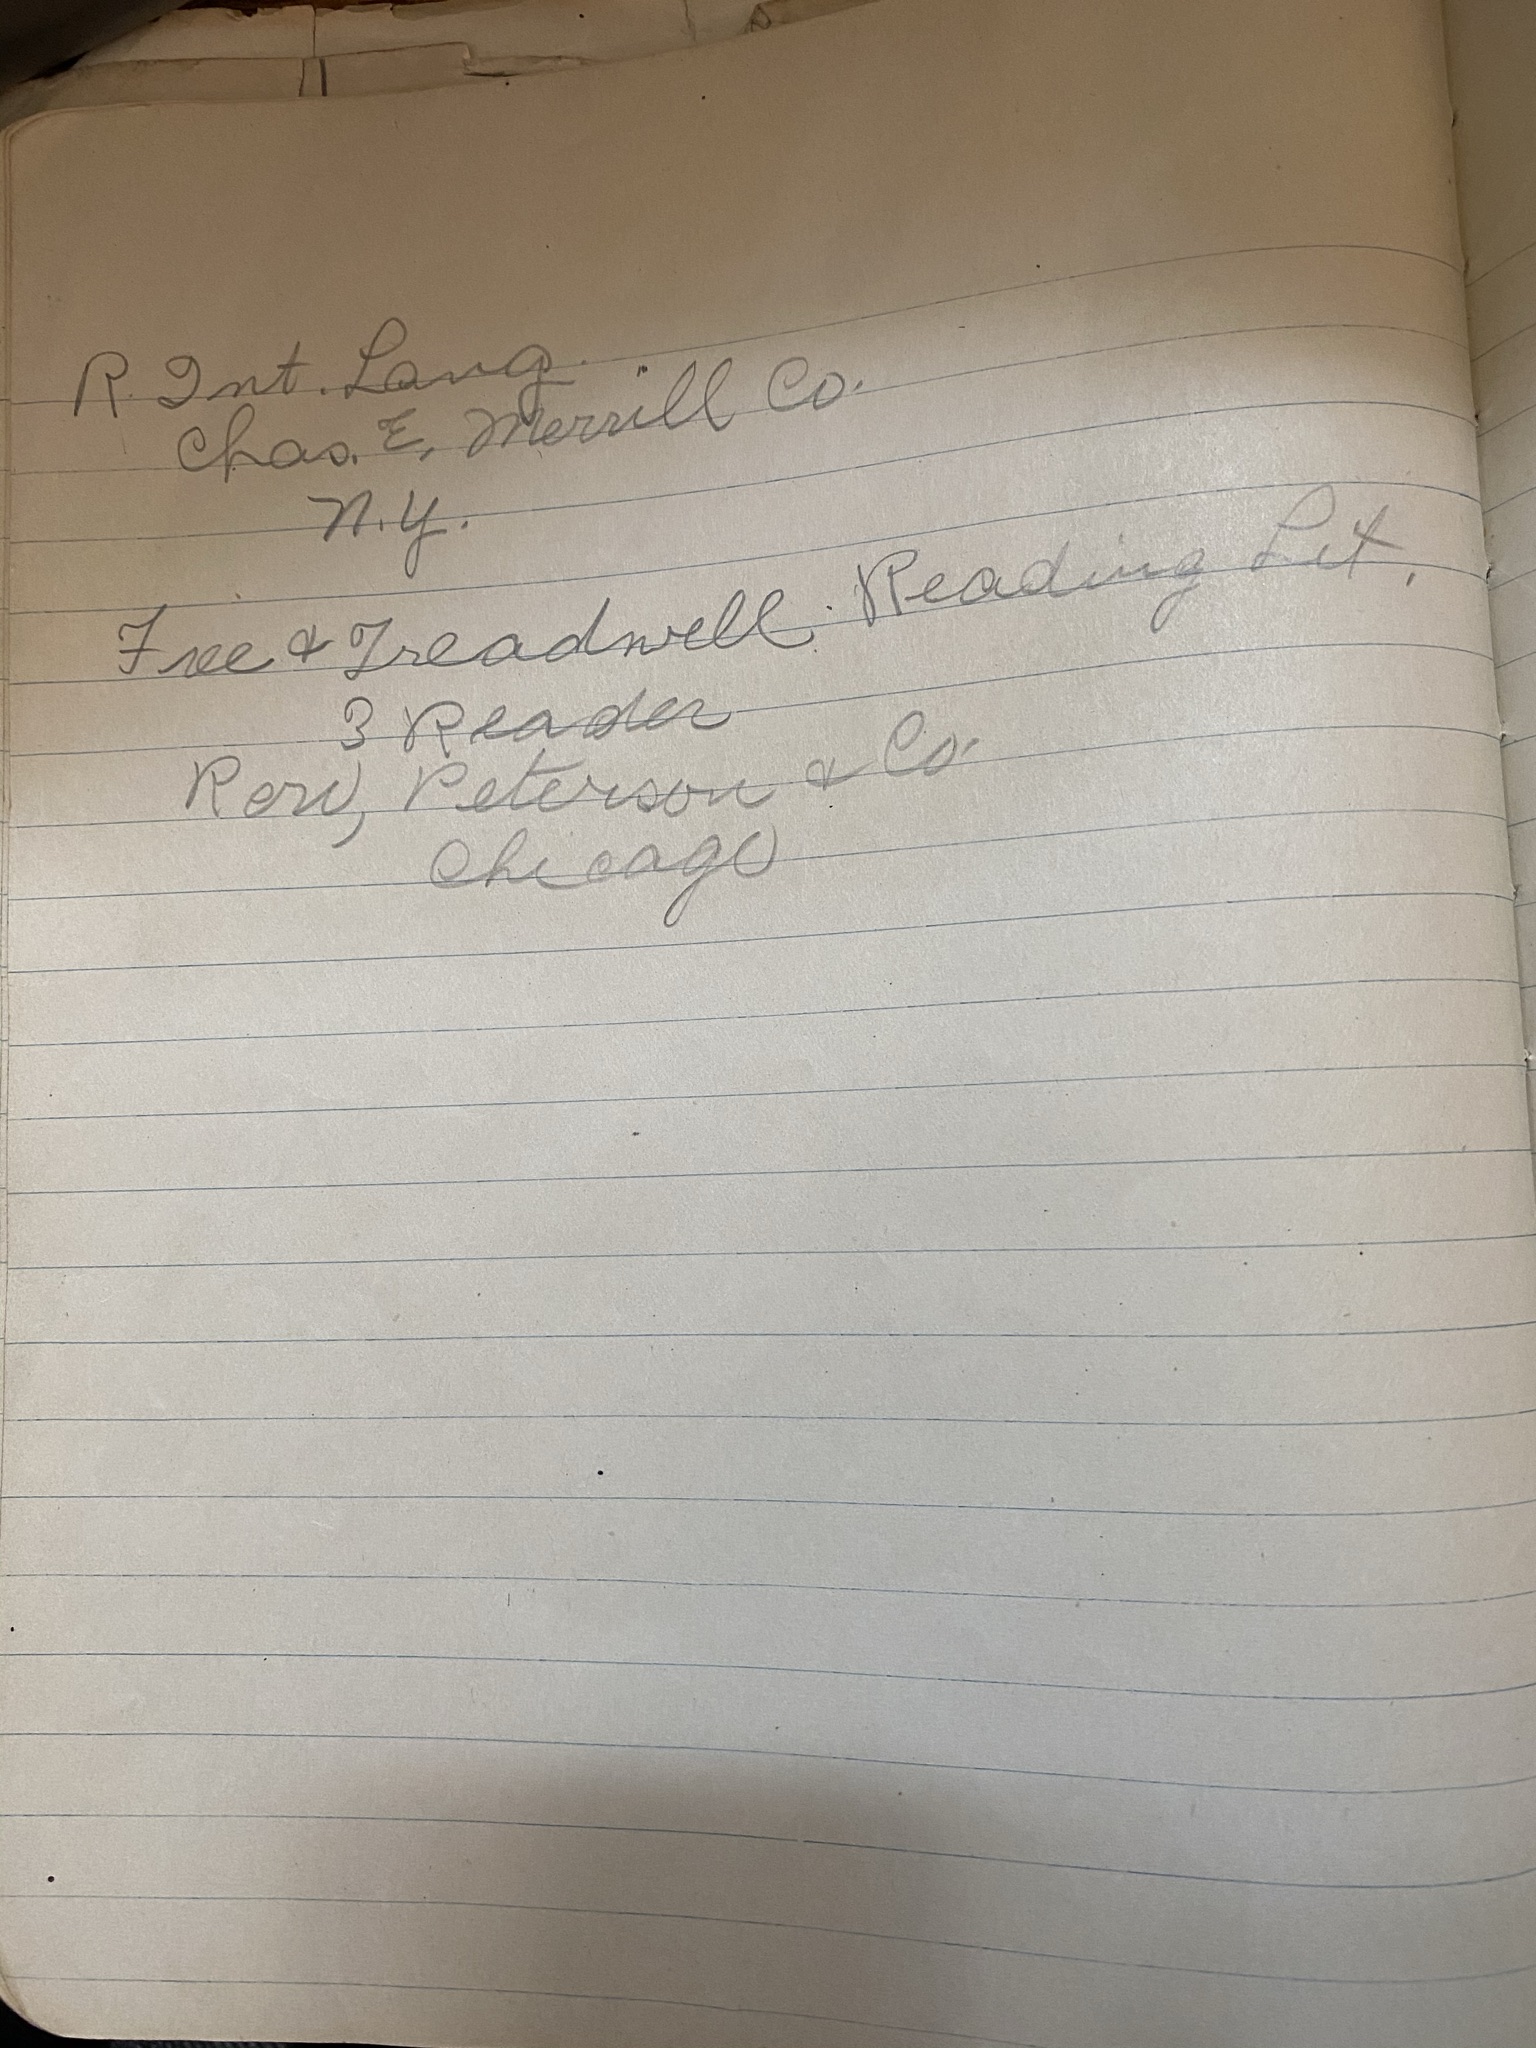 R. Int. Lang.
Chas. E. Merrill Co.
N.Y.
Free & Treadwell. Reading Lit.
3 Reader
Row, Peterson & Co.
Chicago